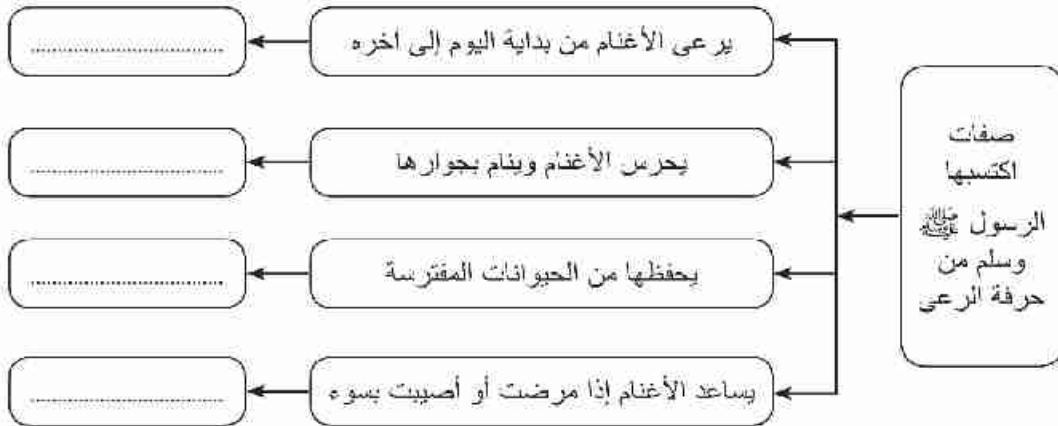 صفات
اكتسبها
الرسول ﷺ
وسلم من
حرفة الرعي
يرعى الأغنام من بداية اليوم إلى آخره
..............................
يحرس الأغنام وينام بجوارها
..............................
يحفظها من الحيوانات المفترسة
..............................
يساعد الأغنام إذا مرضت أو أصيبت بسوء
..............................